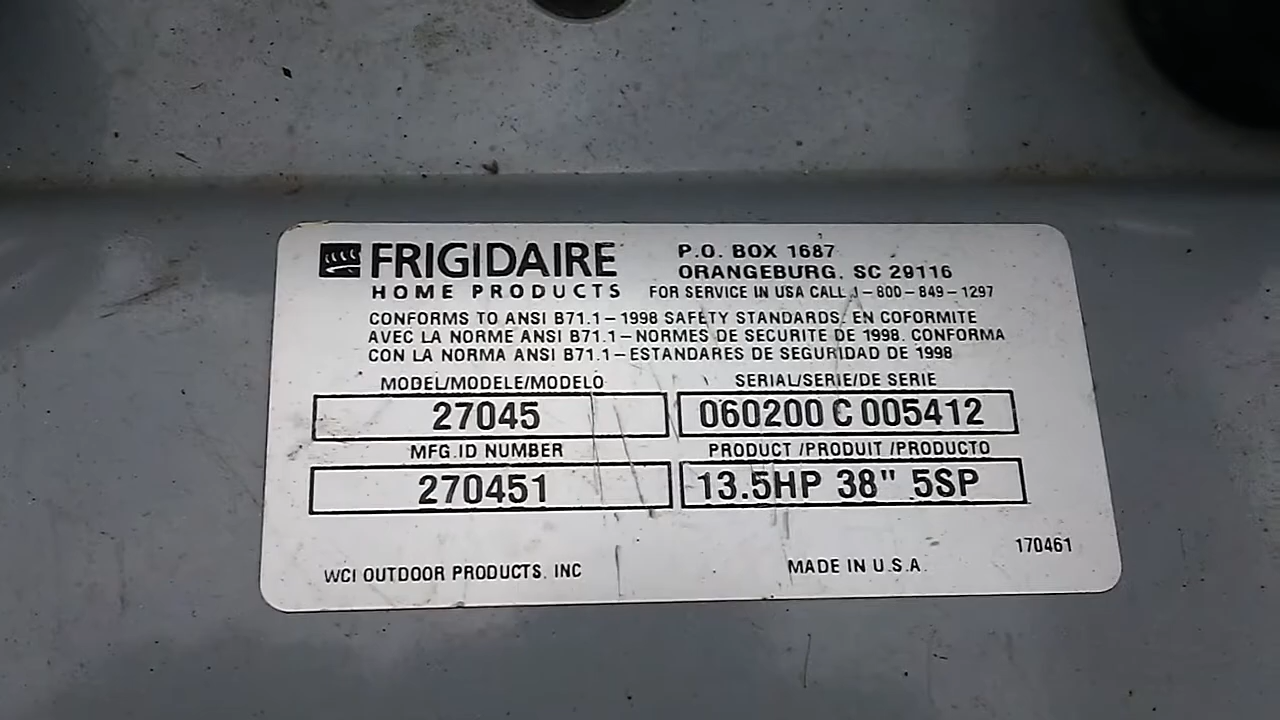 FRIGIDAIRE
HOME PRODUCTS
P.O. BOX 1687
ORANGEBURG, SC 29116
FOR SERVICE IN USA CALL 1-800-849-1297
CONFORMS TO ANSI B71.1-1998 SAFETY STANDARDS. EN COFORMITE
AVEC LA NORME ANSI B71.1-NORMES DE SECURITE DE 1998. CONFORMA
CON LA NORMA ANSI B71.1-ESTANDARES DE SEGURIDAD DE 1998
MODEL/MODELE/MODELO
27045
SERIAL/SERIE/DE SERIE
060200 C 005412
MFG.ID NUMBER
270451
PRODUCT /PRODUIT /PRODUCTO
13.5HP 38" 5SP
170461
WCI OUTDOOR PRODUCTS, INC
MADE IN U.S.A.